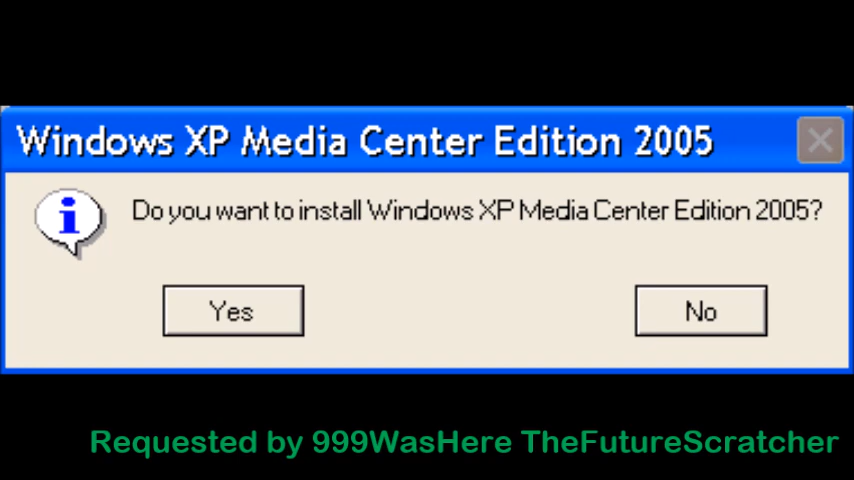 Windows XP Media Center Edition 2005
Do you want to install Windows XP Media Center Edition 2005?
Yes No
Requested by 999WasHere TheFutureScratcher